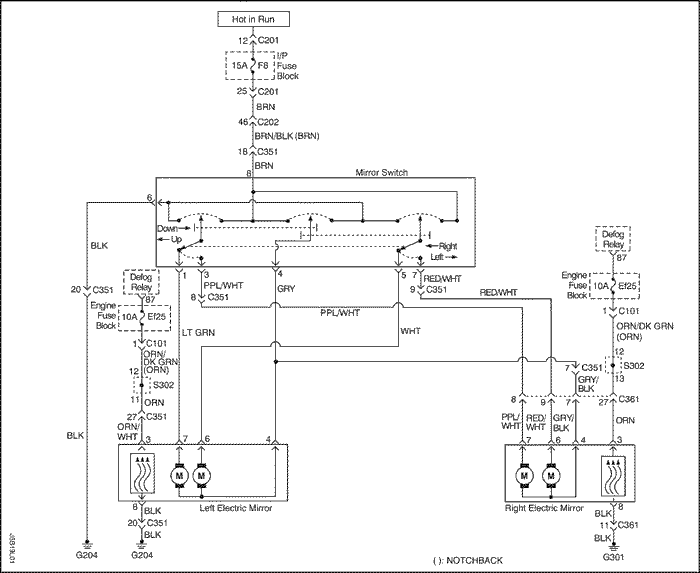 Hot in Run
12 C201
15A F8 I/P Fuse Block
25 C201
BRN
46 C202
BRN/BLK (BRN)
18 C351
BRN
8 Mirror Switch
6
Down
Up
Right
Left
1 3 4 5 7
BLK
20 C351
PPL/WHT
8 C351
GRY
RED/WHT
9 C351
RED/WHT
PPL/WHT
LT GRN
WHT
Defog Relay
87
Engine Fuse Block
10A Ef25
1 C101
ORN/DK GRN (ORN)
12 S302
11
ORN
27 C351
ORN/WHT
BLK
Defog Relay
87
Engine Fuse Block
10A Ef25
1 C101
ORN/DK GRN (ORN)
12 S302
13
7 C351
GRY/BLK
8 9 7 27 C361
PPL/WHT
RED/WHT
GRY/BLK
ORN
3 7 6 4
M M
Left Electric Mirror
8
BLK
20 C351
BLK
G204 G204
7 6 4 3
M M
Right Electric Mirror
8
BLK
11 C361
BLK
G301
( ): NOTCHBACK